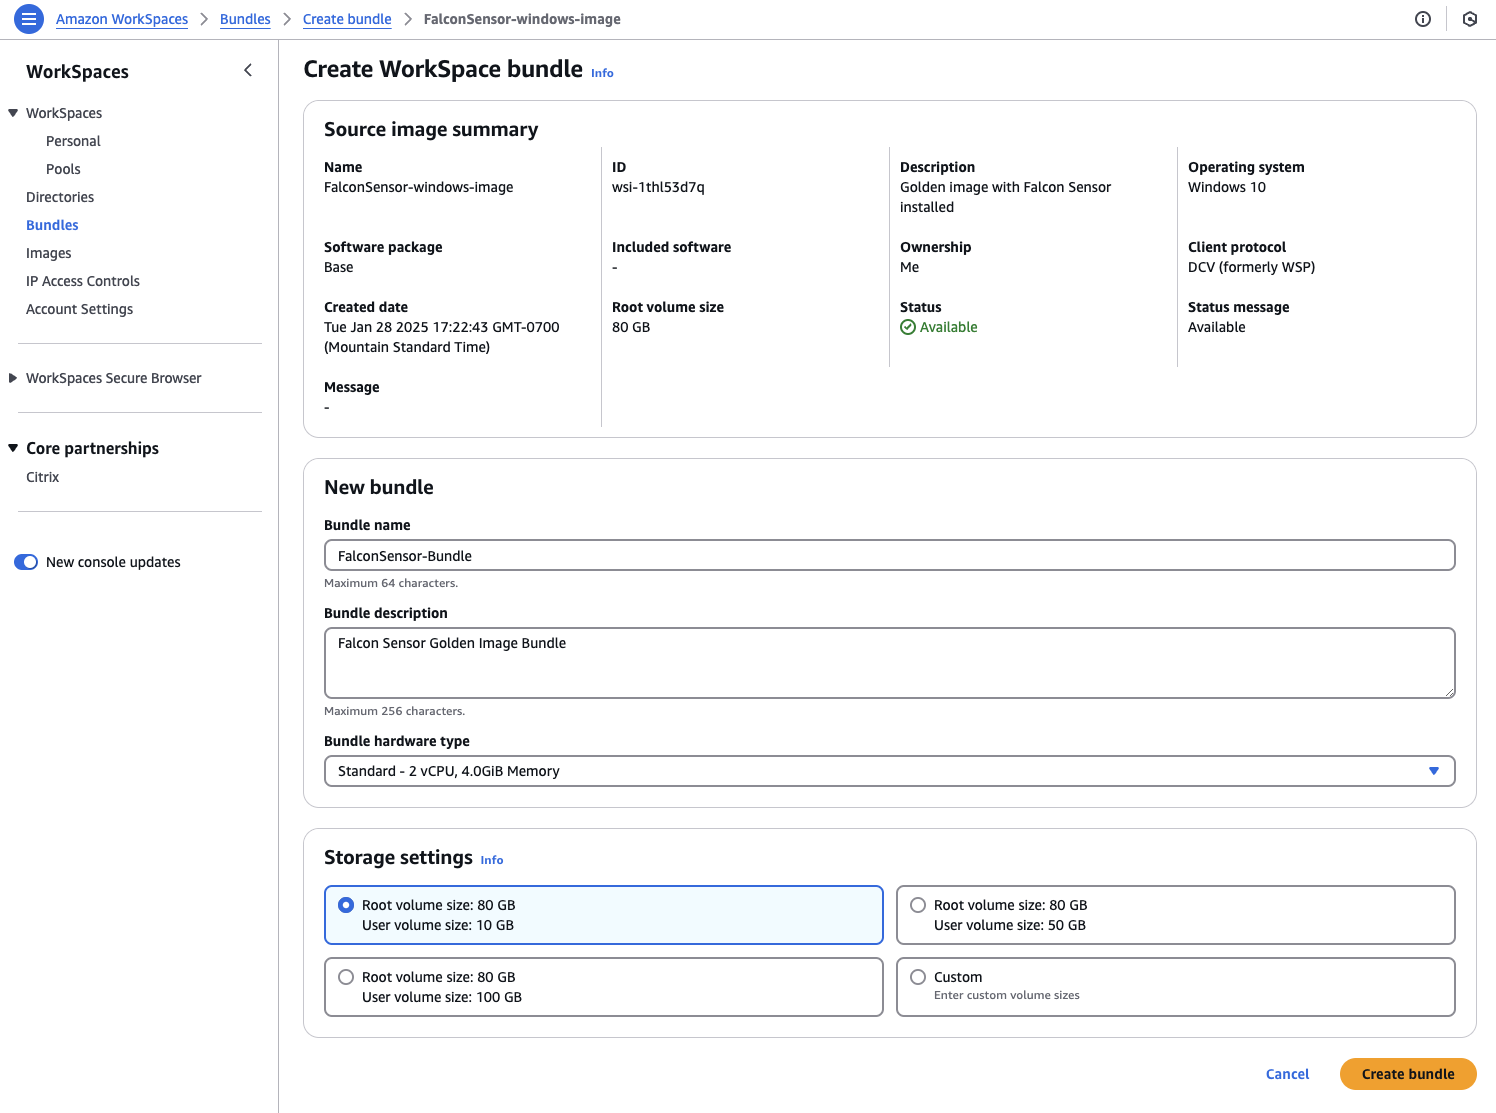 Amazon WorkSpaces > Bundles > Create bundle > FalconSensor-windows-image
WorkSpaces
WorkSpaces
Personal
Pools
Directories
Bundles
Images
IP Access Controls
Account Settings
WorkSpaces Secure Browser
Core partnerships
Citrix
New console updates
Create WorkSpace bundle Info
Source image summary
Name
FalconSensor-windows-image
ID
wsi-1thl53d7q
Description
Golden image with Falcon Sensor
installed
Operating system
Windows 10
Software package
Base
Included software
-
Ownership
Me
Client protocol
DCV (formerly WSP)
Created date
Tue Jan 28 2025 17:22:43 GMT-0700
(Mountain Standard Time)
Root volume size
80 GB
Status
Available
Status message
Available
Message
-
New bundle
Bundle name
FalconSensor-Bundle
Maximum 64 characters.
Bundle description
Falcon Sensor Golden Image Bundle
Maximum 256 characters.
Bundle hardware type
Standard - 2 vCPU, 4.0GiB Memory
Storage settings Info
Root volume size: 80 GB
User volume size: 10 GB
Root volume size: 80 GB
User volume size: 50 GB
Root volume size: 80 GB
User volume size: 100 GB
Custom
Enter custom volume sizes
Cancel
Create bundle